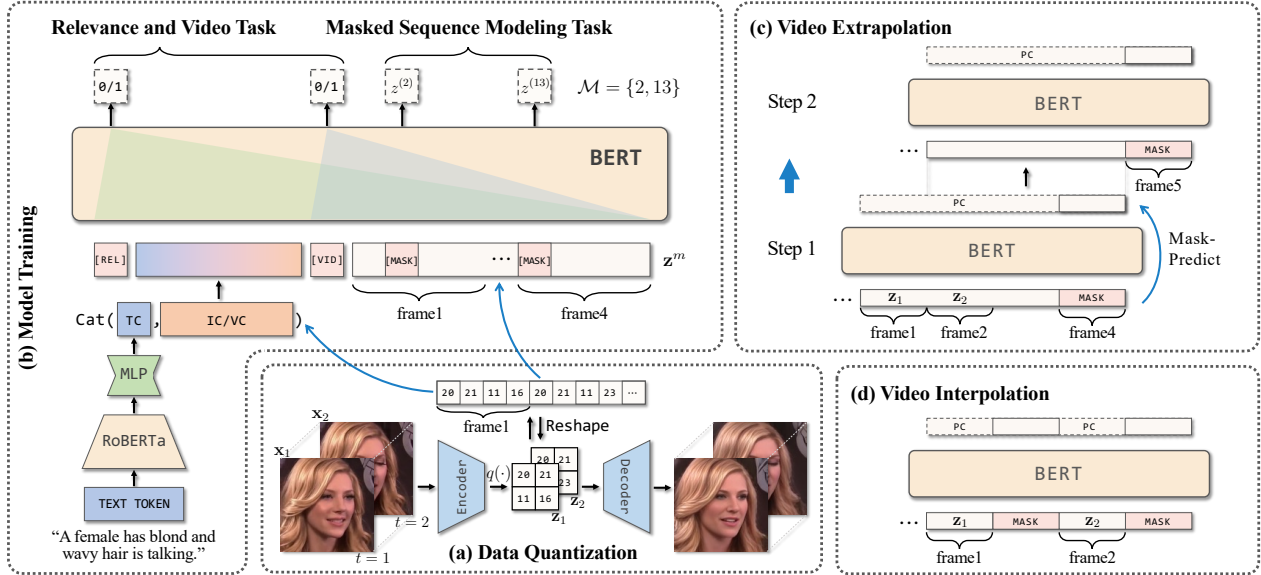 Relevance and Video Task
Masked Sequence Modeling Task
0/1
0/1
z^(2)
z^(13)
ℳ = {2, 13}
BERT
[REL]
[VID]
[MASK]
...
[MASK]
z^m
frame1
frame4
Cat(
TC
,
IC/VC
)
MLP
RoBERTa
TEXT TOKEN
“A female has blond and
wavy hair is talking.”
(b) Model Training
20 21 11 16 20 21 11 23 ...
frame1
Reshape
x_2
x_1
t = 2
t = 1
Encoder
q(·)
20 21
23
20 21
11 16
z_2
z_1
Decoder
(a) Data Quantization
(c) Video Extrapolation
PC
Step 2
BERT
...
MASK
frame5
PC
Step 1
BERT
Mask-
Predict
...
z_1
z_2
MASK
frame1
frame2
frame4
(d) Video Interpolation
PC
PC
BERT
...
z_1
MASK
z_2
MASK
frame1
frame2